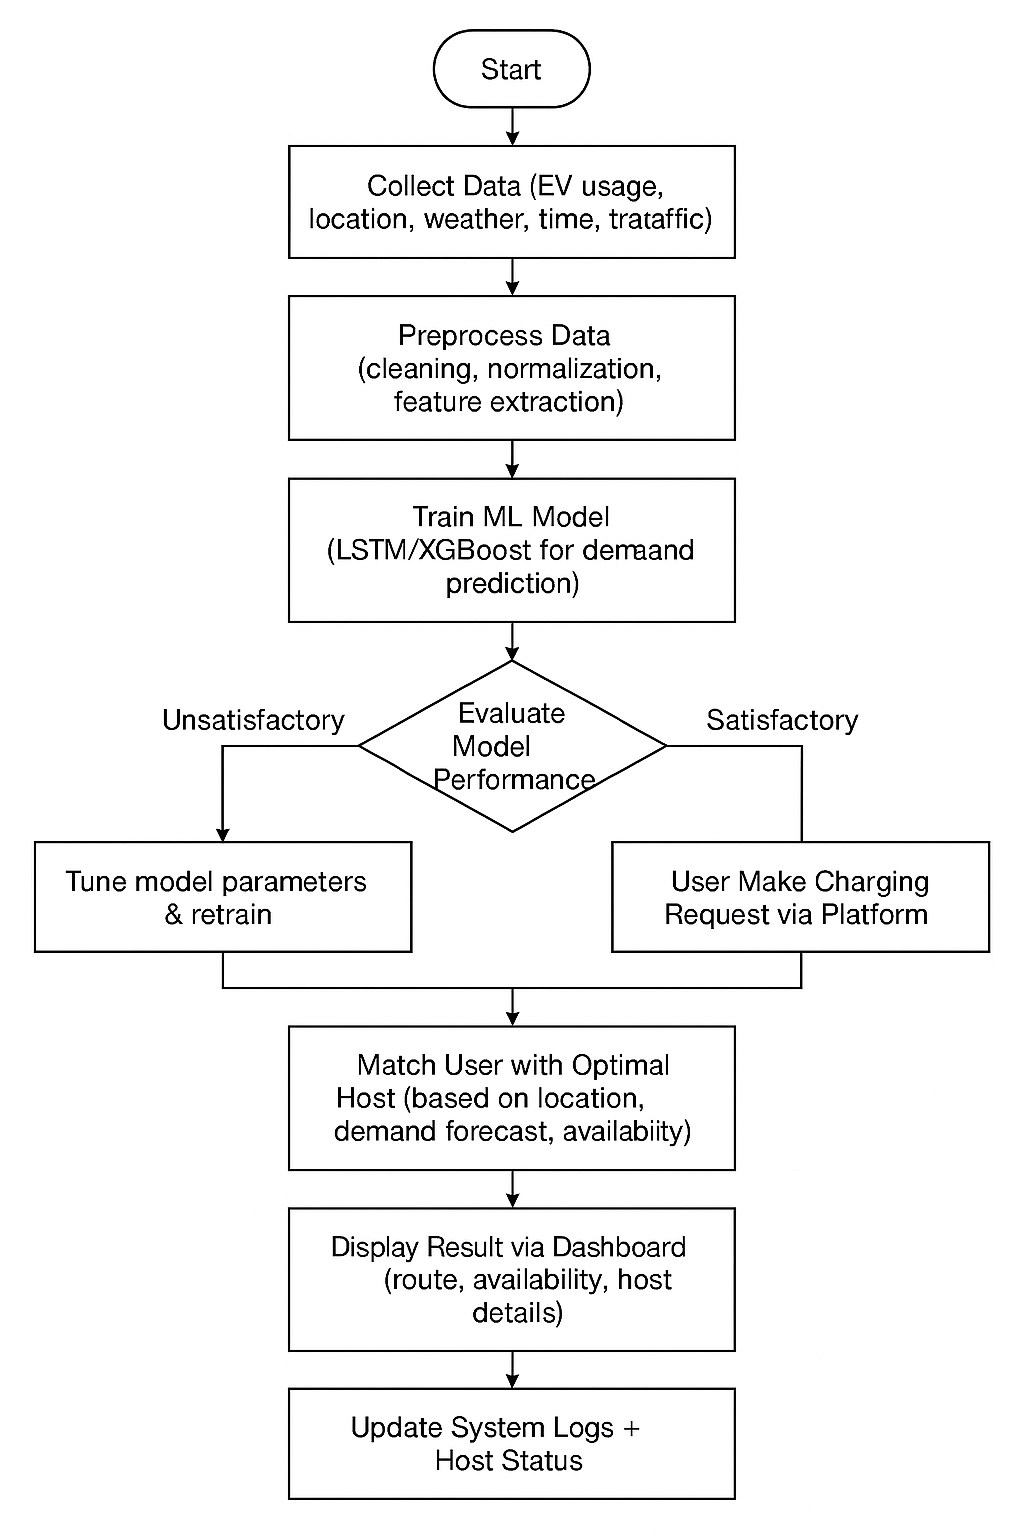 Start
Collect Data (EV usage,
location, weather, time, trataffic)
Preprocess Data
(cleaning, normalization,
feature extraction)
Train ML Model
(LSTM/XGBoost for demand
prediction)
Evaluate
Model
Performance
Unsatisfactory
Satisfactory
Tune model parameters
& retrain
User Make Charging
Request via Platform
Match User with Optimal
Host (based on location,
demand forecast, availabiity)
Display Result via Dashboard
(route, availability, host
details)
Update System Logs +
Host Status